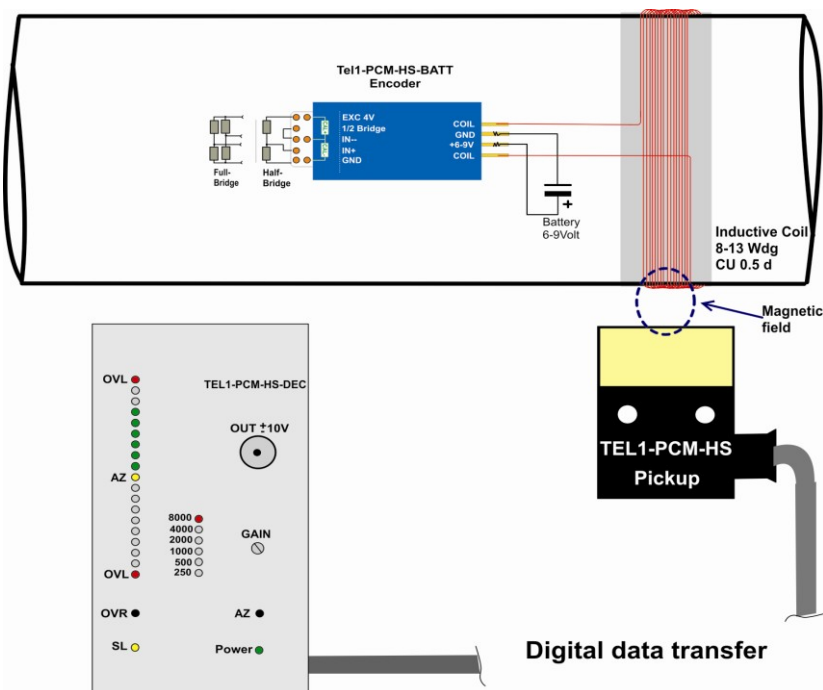 Tel1-PCM-HS-BATT
Encoder
EXC 4V
1/2 Bridge
IN--
IN+
GND
COIL
GND
+6-9V
COIL
Full-
Bridge
Half-
Bridge
+
Battery
6-9Volt
Inductive Coil
8-13 Wdg
CU 0.5 d
Magnetic
field
TEL1-PCM-HS
Pickup
OVL
TEL1-PCM-HS-DEC
OUT ±10V
AZ
8000
4000
2000
1000
500
250
GAIN
OVL
OVR
AZ
SL
Power
Digital data transfer